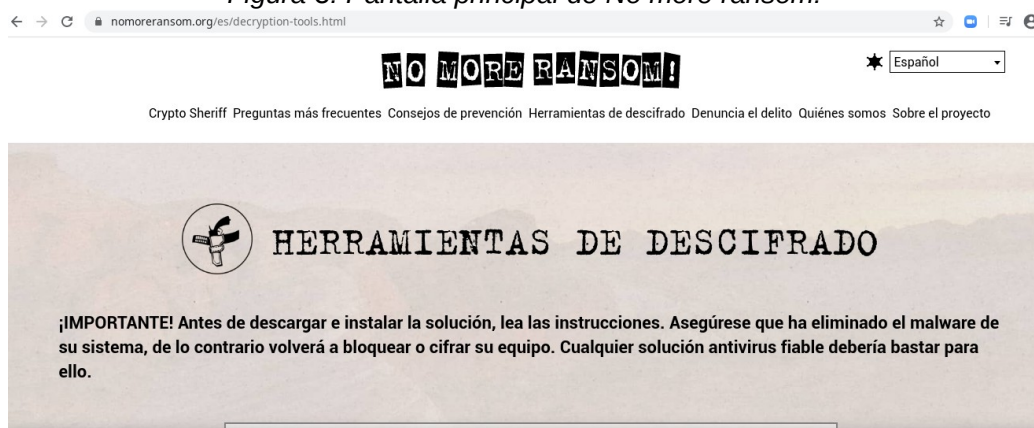 Figura 3: Pantalla principal de No more ransom.
nomoreransom.org/es/decryption-tools.html
NO MORE RANSOM!
Español
Crypto Sheriff Preguntas más frecuentes Consejos de prevención Herramientas de descifrado Denuncia el delito Quiénes somos Sobre el proyecto
HERRAMIENTAS DE DESCIFRADO
¡IMPORTANTE! Antes de descargar e instalar la solución, lea las instrucciones. Asegúrese que ha eliminado el malware de
su sistema, de lo contrario volverá a bloquear o cifrar su equipo. Cualquier solución antivirus fiable debería bastar para
ello.